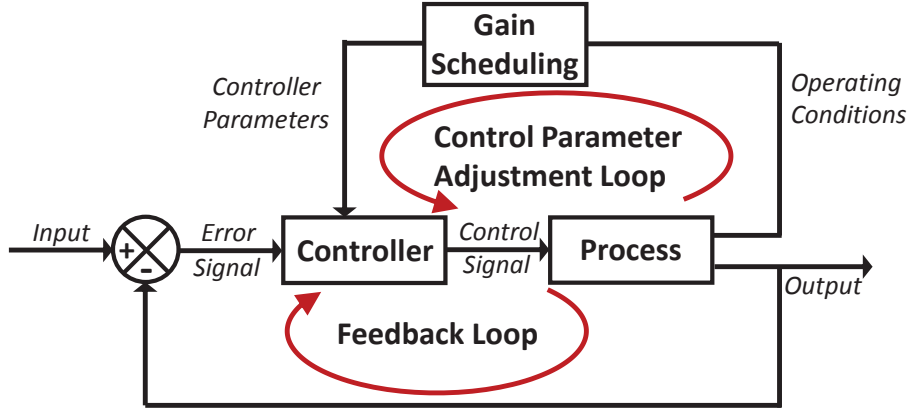 Gain
Scheduling
Controller
Parameters
Operating
Conditions
Control Parameter
Adjustment Loop
Input
+
-
Error
Signal
Controller
Control
Signal
Process
Output
Feedback Loop